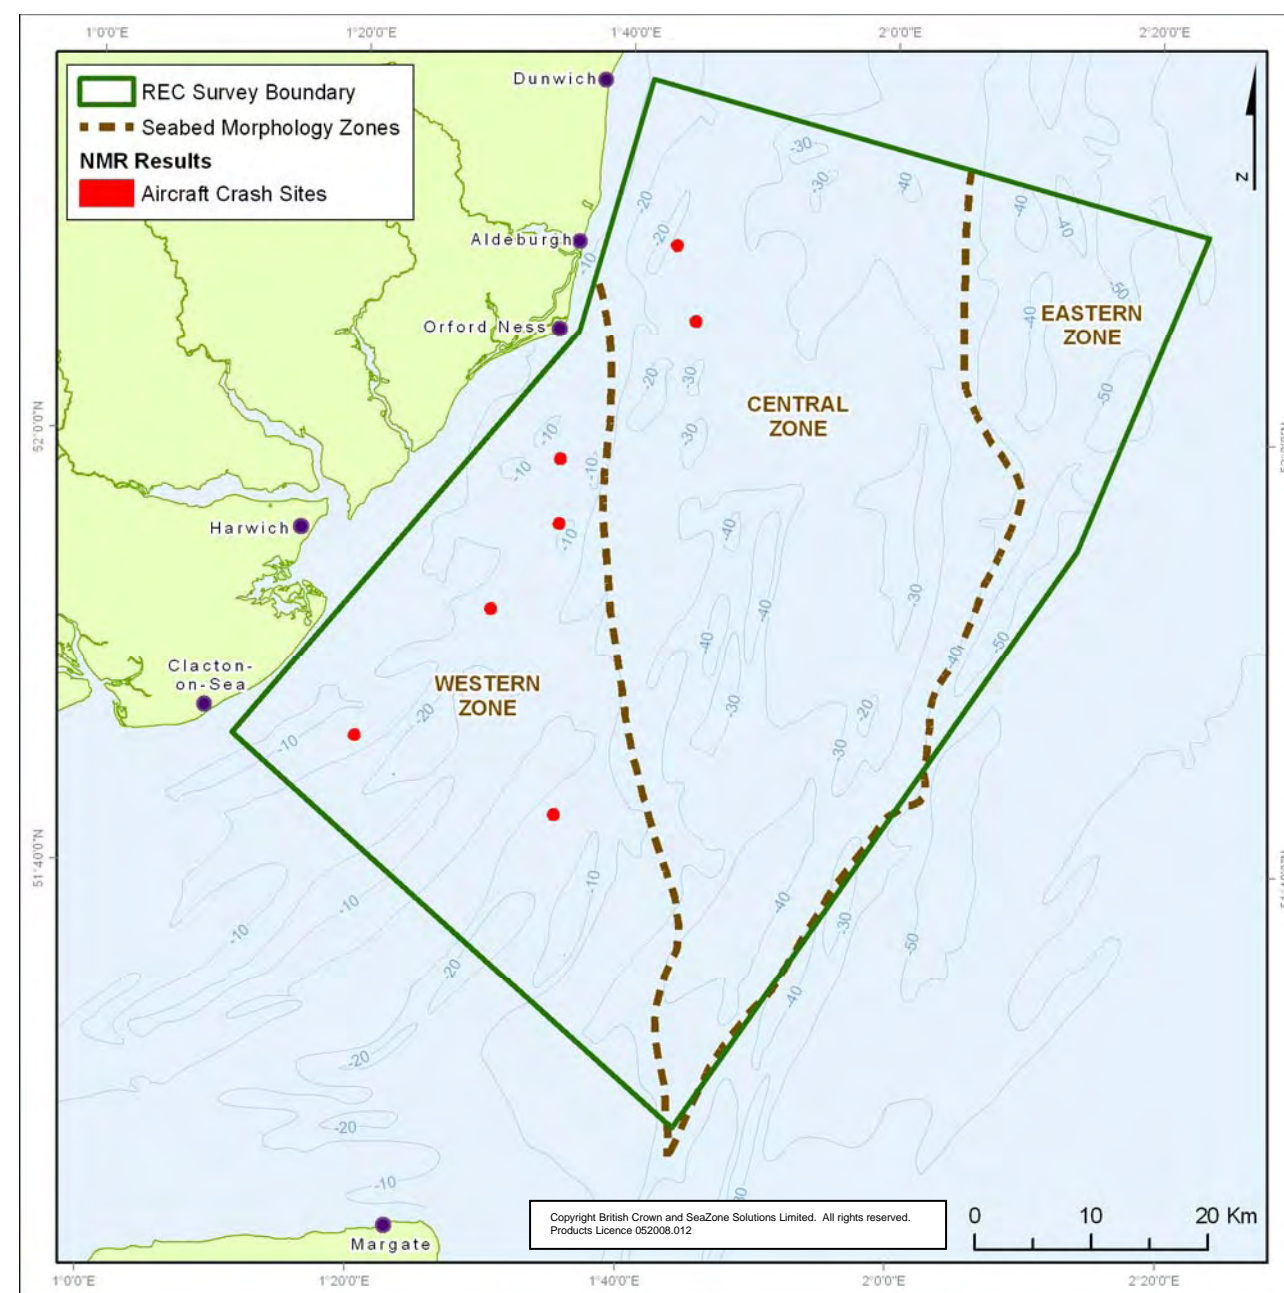 1°0'0"E
1°20'0"E
1°40'0"E
2°0'0"E
2°20'0"E
REC Survey Boundary
Seabed Morphology Zones
NMR Results
Aircraft Crash Sites
N
Dunwich
Aldeburgh
Orford Ness
Harwich
Clacton-
on-Sea
Margate
EASTERN
ZONE
CENTRAL
ZONE
WESTERN
ZONE
52°0'0"N
51°40'0"N
-30
-30
-40
-20
-20
-10
-40
-40
-50
-40
-50
-20
-30
-30
-10
-10
-10
-10
-40
-40
-40
-30
-30
-50
-40
-20
-30
-20
-10
-10
-10
-10
-20
-40
-30
-50
-40
-20
-20
-10
Copyright British Crown and SeaZone Solutions Limited. All rights reserved.
Products Licence 052008.012
0
10
20 Km
1°0'0"E
1°20'0"E
1°40'0"E
2°0'0"E
2°20'0"E